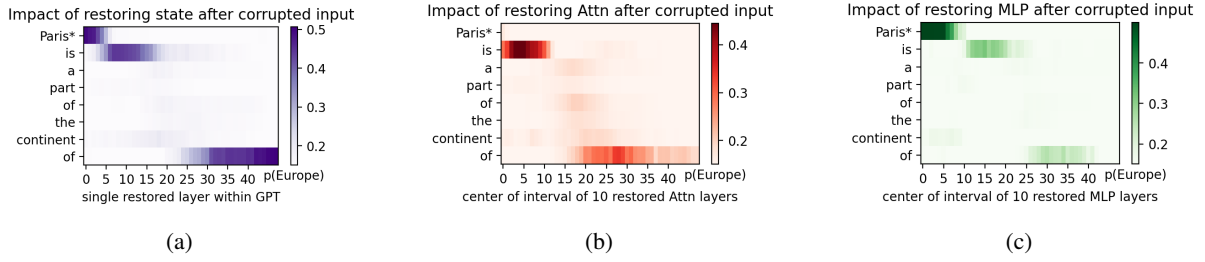 Impact of restoring state after corrupted input
Paris*
is
a
part
of
the
continent
of
0 5 10 15 20 25 30 35 40
0.5
0.4
0.3
0.2
p(Europe)
single restored layer within GPT
(a)
Impact of restoring Attn after corrupted input
Paris*
is
a
part
of
the
continent
of
0 5 10 15 20 25 30 35 40
0.4
0.3
0.2
p(Europe)
center of interval of 10 restored Attn layers
(b)
Impact of restoring MLP after corrupted input
Paris*
is
a
part
of
the
continent
of
0 5 10 15 20 25 30 35 40
0.4
0.3
0.2
p(Europe)
center of interval of 10 restored MLP layers
(c)